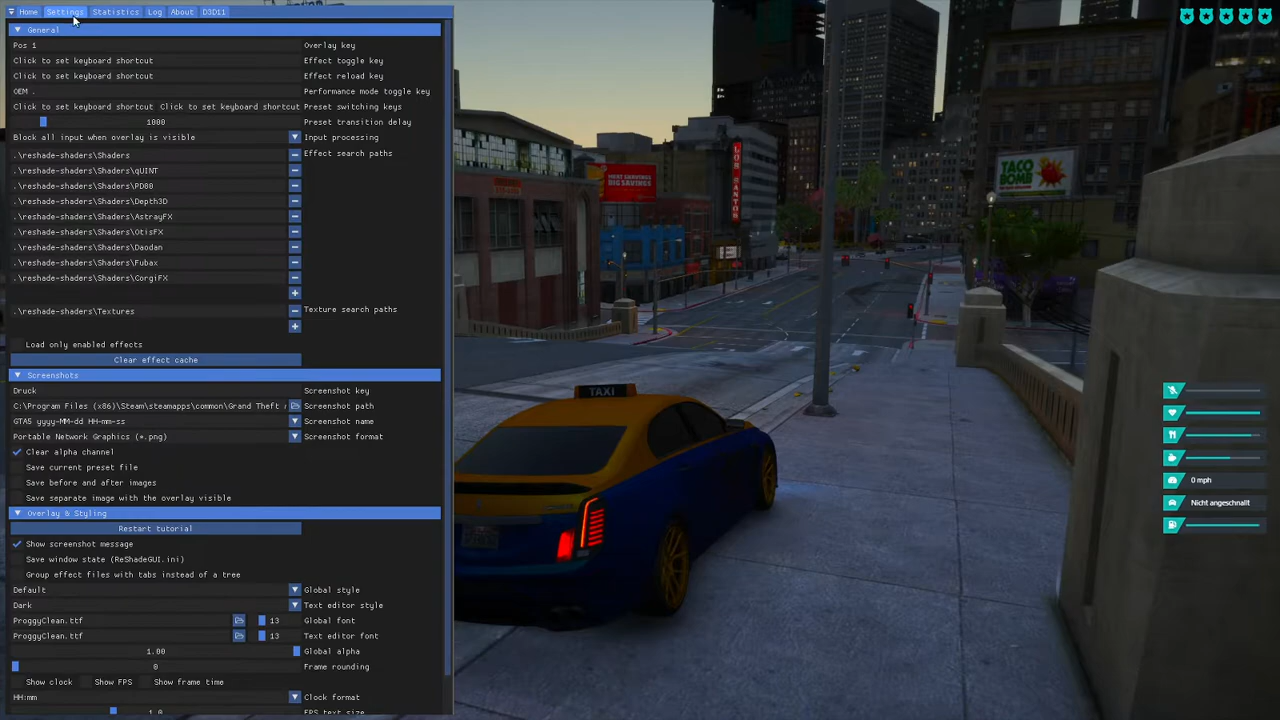 Home Settings Statistics Log About D3D11
General
Pos 1 Overlay key
Click to set keyboard shortcut Effect toggle key
Click to set keyboard shortcut Effect reload key
OEM . Performance mode toggle key
Click to set keyboard shortcut Click to set keyboard shortcut Preset switching keys
1000 Preset transition delay
Block all input when overlay is visible Input processing
.\reshade-shaders\Shaders Effect search paths
.\reshade-shaders\Shaders\qUINT
.\reshade-shaders\Shaders\PD80
.\reshade-shaders\Shaders\Depth3D
.\reshade-shaders\Shaders\AstrayFX
.\reshade-shaders\Shaders\OtisFX
.\reshade-shaders\Shaders\Daodan
.\reshade-shaders\Shaders\Fubax
.\reshade-shaders\Shaders\CorgiFX
.\reshade-shaders\Textures Texture search paths
Load only enabled effects
Clear effect cache
Screenshots
Druck Screenshot key
C:\Program Files (x86)\Steam\steamapps\common\Grand Theft Screenshot path
GTA5 yyyy-MM-dd HH-mm-ss Screenshot name
Portable Network Graphics (*.png) Screenshot format
Clear alpha channel
Save current preset file
Save before and after images
Save separate image with the overlay visible
Overlay & Styling
Restart tutorial
Show screenshot message
Save window state (ReShadeGUI.ini)
Group effect files with tabs instead of a tree
Default Global style
Dark Text editor style
ProggyClean.ttf 13 Global font
ProggyClean.ttf 13 Text editor font
1.00 Global alpha
0 Frame rounding
Show clock Show FPS Show frame time
HH:mm Clock format
1.0 FPS text size
LOS SANTOS
BIG SAVINGS
TACO
BOMB
TAXI
0 mph
Nicht angeschnallt